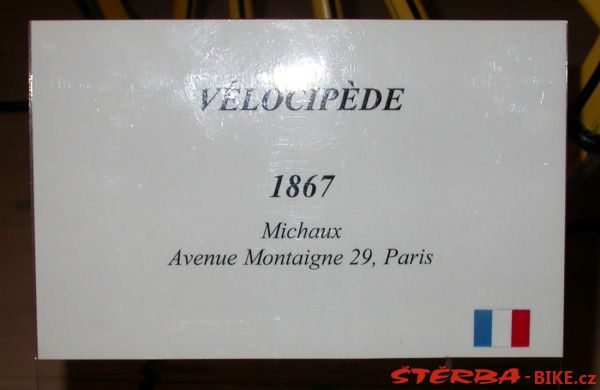 VÉLOCIPÈDE
1867
Michaux
Avenue Montaigne 29, Paris
ŠTĚRBA-BIKE.cz